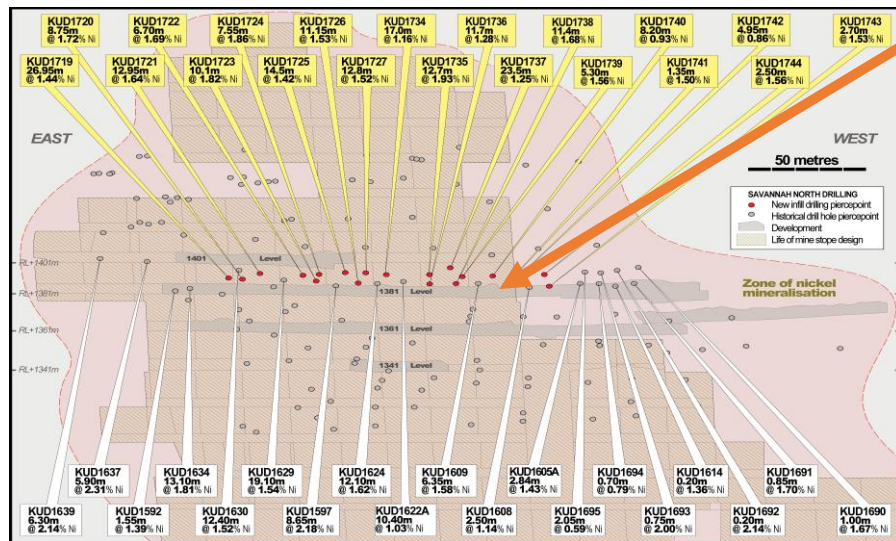 KUD1720
8.75m
@ 1.72% Ni
KUD1722
6.70m
@ 1.69% Ni
KUD1724
7.55m
@ 1.86% Ni
KUD1726
11.15m
@ 1.53% Ni
KUD1734
17.0m
@ 1.16% Ni
KUD1736
11.7m
@ 1.28% Ni
KUD1738
11.4m
@ 1.68% Ni
KUD1740
8.20m
@ 0.93% Ni
KUD1742
4.95m
@ 0.86% Ni
KUD1743
2.70m
@ 1.53% Ni
KUD1719
26.95m
@ 1.44% Ni
KUD1721
12.95m
@ 1.64% Ni
KUD1723
10.1m
@ 1.82% Ni
KUD1725
14.5m
@ 1.42% Ni
KUD1727
12.8m
@ 1.52% Ni
KUD1735
12.7m
@ 1.93% Ni
KUD1737
23.5m
@ 1.25% Ni
KUD1739
5.30m
@ 1.56% Ni
KUD1741
1.35m
@ 1.50% Ni
KUD1744
2.50m
@ 1.56% Ni
EAST
WEST
50 metres
SAVANNAH NORTH DRILLING
New infill drilling piercepoint
Historical drill hole piercepoint
Development
Life of mine stope design
RL+1401m
1401 Level
Zone of nickel
mineralisation
RL+1381m
1381 Level
RL+1361m
1361 Level
RL+1341m
1341 Level
KUD1637
5.90m
@ 2.31% Ni
KUD1634
13.10m
@ 1.81% Ni
KUD1629
19.10m
@ 1.54% Ni
KUD1624
12.10m
@ 1.62% Ni
KUD1609
6.35m
@ 1.58% Ni
KUD1605A
2.84m
@ 1.43% Ni
KUD1694
0.70m
@ 0.79% Ni
KUD1614
0.20m
@ 1.36% Ni
KUD1691
0.85m
@ 1.70% Ni
KUD1639
6.30m
@ 2.14% Ni
KUD1592
1.55m
@ 1.39% Ni
KUD1630
12.40m
@ 1.52% Ni
KUD1597
8.65m
@ 2.18% Ni
KUD1622A
10.40m
@ 1.03% Ni
KUD1608
2.50m
@ 1.14% Ni
KUD1695
2.05m
@ 0.59% Ni
KUD1693
0.75m
@ 2.00% Ni
KUD1692
0.20m
@ 2.14% Ni
KUD1690
1.00m
@ 1.67% Ni